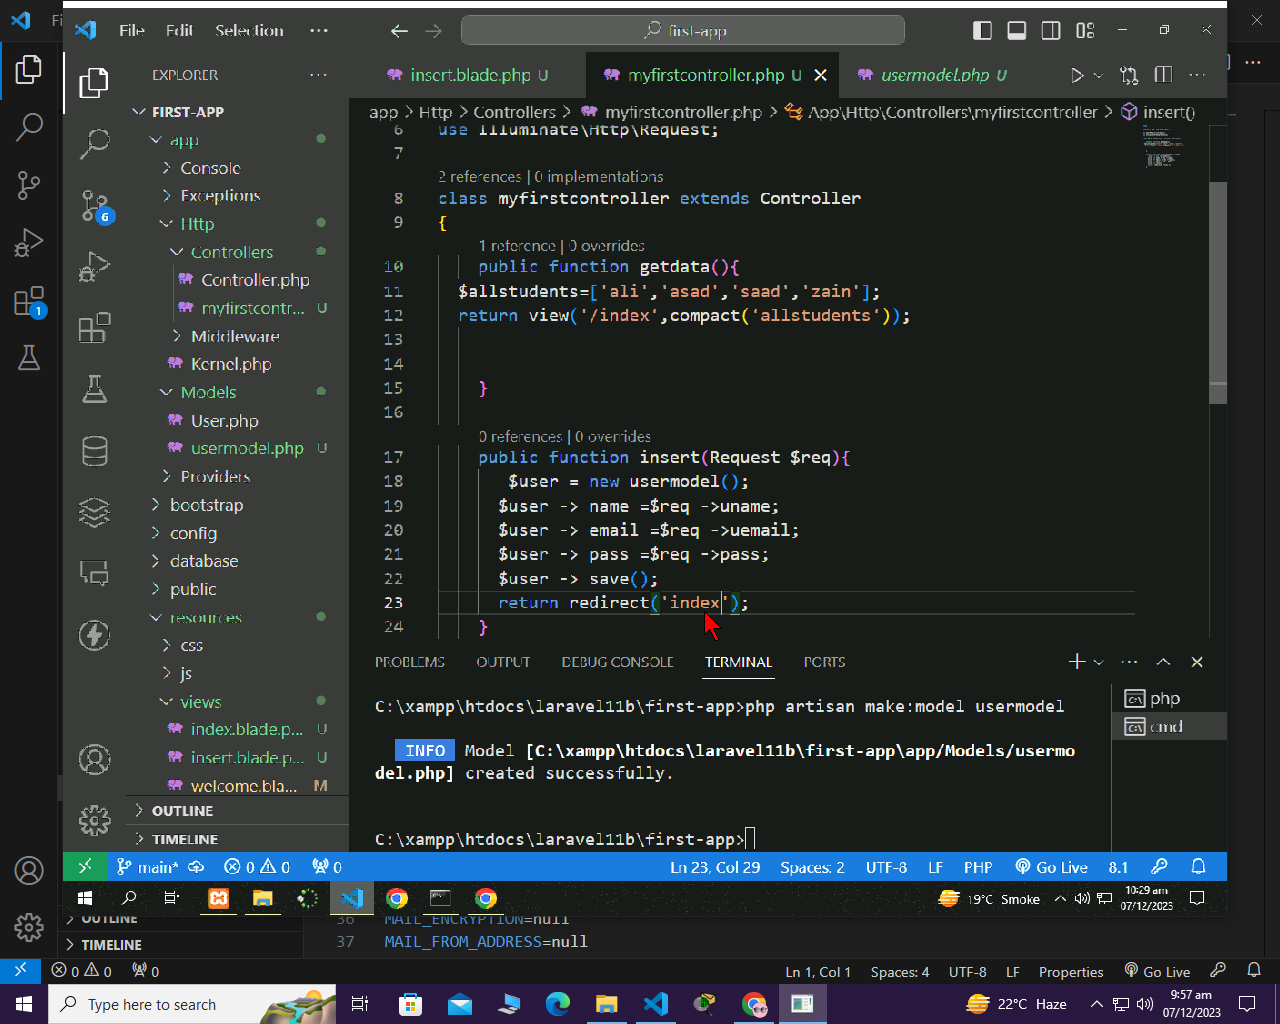 Fi
File Edit Selection ···
first-app
EXPLORER ···
insert.blade.php U
myfirstcontroller.php U
usermodel.php U
FIRST-APP
app > Http > Controllers > myfirstcontroller.php > App\Http\Controllers\myfirstcontroller > insert()
app
Console
Exceptions
Http
Controllers
Controller.php
myfirstcontr... U
Middleware
Kernel.php
Models
User.php
usermodel.php U
Providers
bootstrap
config
database
public
resources
css
js
views
index.blade.p... U
insert.blade.p... U
welcome.bla... M
OUTLINE
TIMELINE
6
1
6 use Illuminate\Http\Request;
7
2 references | 0 implementations
8 class myfirstcontroller extends Controller
9 {
1 reference | 0 overrides
10 public function getdata(){
11 $allstudents=['ali','asad','saad','zain'];
12 return view('/index',compact('allstudents'));
13
14
15 }
16
0 references | 0 overrides
17 public function insert(Request $req){
18 $user = new usermodel();
19 $user -> name =$req ->uname;
20 $user -> email =$req ->uemail;
21 $user -> pass =$req ->pass;
22 $user -> save();
23 return redirect('index');
24 }
PROBLEMS OUTPUT DEBUG CONSOLE TERMINAL PORTS
php
cmd
C:\xampp\htdocs\laravel11b\first-app>php artisan make:model usermodel
INFO Model [C:\xampp\htdocs\laravel11b\first-app\app/Models/usermo
del.php] created successfully.
C:\xampp\htdocs\laravel11b\first-app>
main* 0 0 0 Ln 23, Col 29 Spaces: 2 UTF-8 LF PHP Go Live 8.1
19°C Smoke 10:29 am
07/12/2023
OUTLINE
TIMELINE
36 MAIL_ENCRYPTION=null
37 MAIL_FROM_ADDRESS=null
0 0 0 Ln 1, Col 1 Spaces: 4 UTF-8 LF Properties Go Live
Type here to search
22°C Haze 9:57 am
07/12/2023